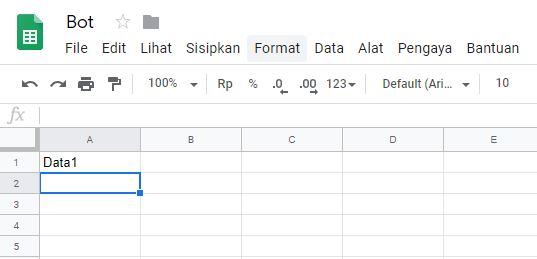 Bot
File Edit Lihat Sisipkan Format Data Alat Pengaya Bantuan
100% Rp % .0 .00 123 Default (Ari... 10
fx
A B C D E
1 Data1
2
3
4
5